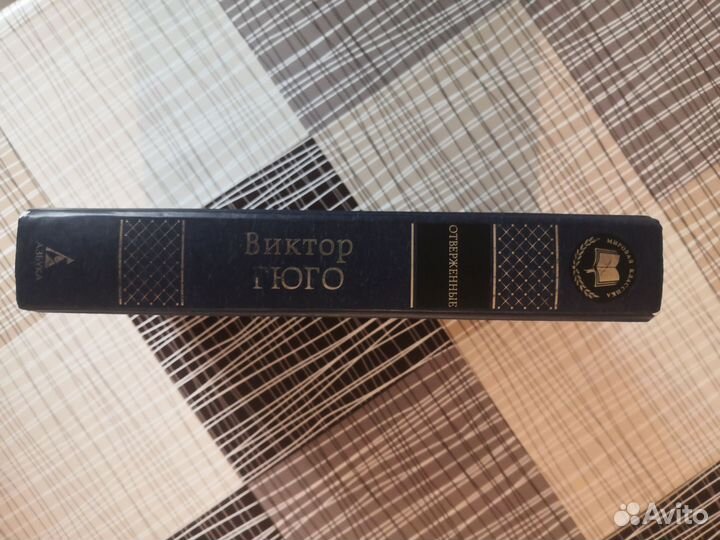 Виктор
ГЮГО
ОТВЕРЖЕННЫЕ
МИРОВАЯ КЛАССИКА
АЗБУКА
Avito